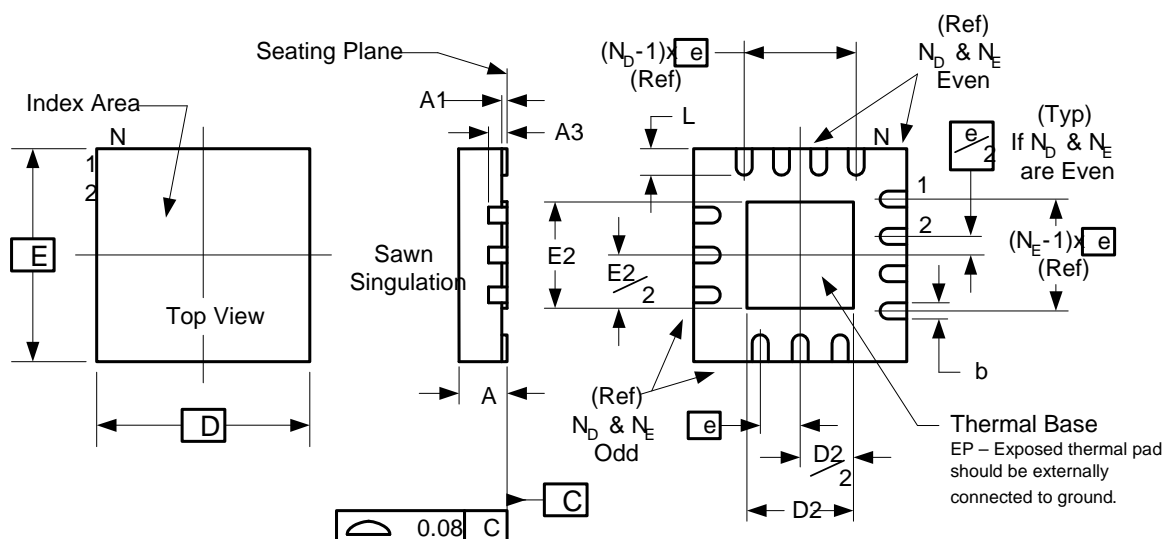 Seating Plane
(N_D-1)x e
(Ref)
(Ref)
N_D & N_E
Even
Index Area
A1
A3
L
N
N
e/2
(Typ)
If N_D & N_E
are Even
1
2
1
2
E
Sawn
Singulation
E2
E2/2
(N_E-1)x e
(Ref)
Top View
A
b
D
(Ref)
N_D & N_E
Odd
e
D2/2
D2
Thermal Base
EP – Exposed thermal pad
should be externally
connected to ground.
C
0.08 C